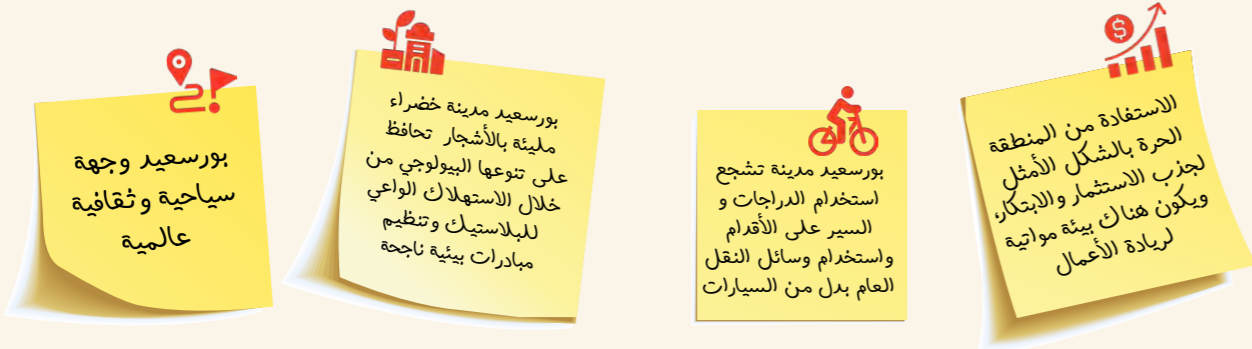 الاستفادة من المنطقة
الحرة بالشكل الأمثل
لجذب الاستثمار والابتكار،
ويكون هناك بيئة مواتية
لريادة الأعمال
بورسعيد مدينة تشجع
استخدام الدراجات و
السير على الأقدام
واستخدام وسائل النقل
العام بدل من السيارات
بورسعيد مدينة خضراء
مليئة بالأشجار تحافظ
على تنوعها البيولوجي من
خلال الاستهلاك الواعي
للبلاستيك وتنظيم
مبادرات بيئية ناجحة
بورسعيد وجهة
سياحية وثقافية
عالمية